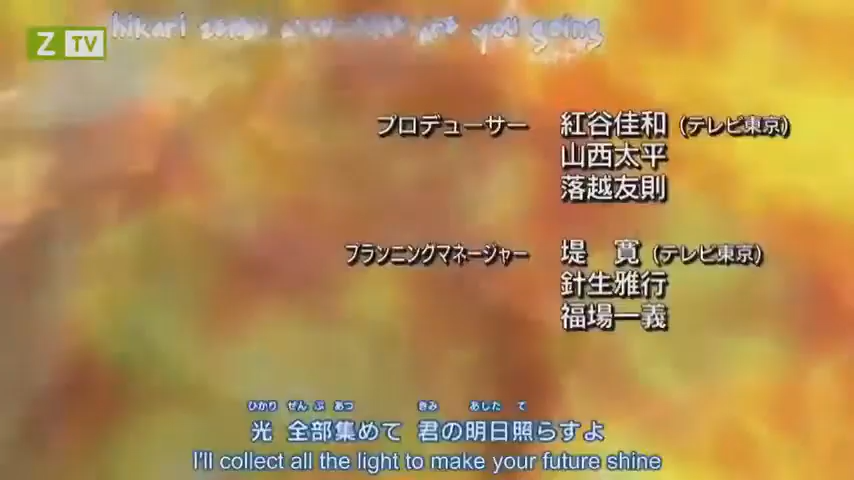 Z TV
hikari are you going
プロデューサー 紅谷佳和 (テレビ東京)
山西太平
落越友則
プランニングマネージャー 堤 寛 (テレビ東京)
針生雅行
福場一義
ひかり ぜん ぶ あつ きみ あした て
光 全部集めて 君の明日照らすよ
I'll collect all the light to make your future shine